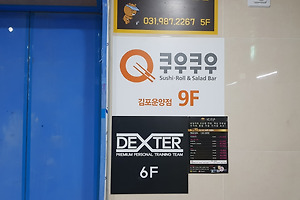 031.987.2267 5F
쿠우쿠우
Sushi·Roll & Salad Bar
김포운양점 9F
DEXTER
PREMIUM PERSONAL TRAINING TEAM
6F